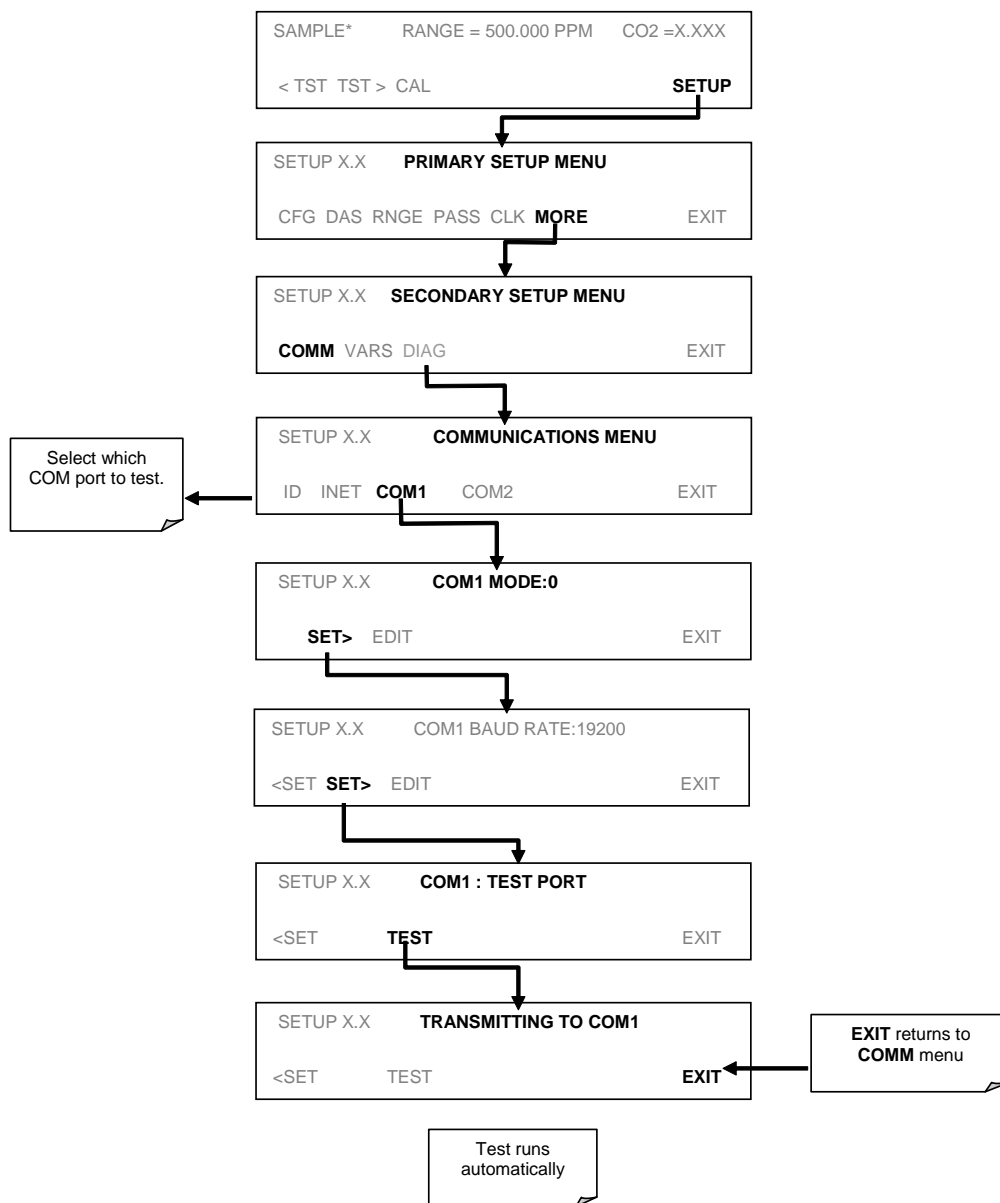 SAMPLE* RANGE = 500.000 PPM CO2 =X.XXX
< TST TST > CAL SETUP
SETUP X.X PRIMARY SETUP MENU
CFG DAS RNGE PASS CLK MORE EXIT
SETUP X.X SECONDARY SETUP MENU
COMM VARS DIAG EXIT
SETUP X.X COMMUNICATIONS MENU
ID INET COM1 COM2 EXIT
Select which
COM port to test.
SETUP X.X COM1 MODE:0
SET> EDIT EXIT
SETUP X.X COM1 BAUD RATE:19200
<SET SET> EDIT EXIT
SETUP X.X COM1 : TEST PORT
<SET TEST EXIT
SETUP X.X TRANSMITTING TO COM1
<SET TEST EXIT
EXIT returns to
COMM menu
Test runs
automatically